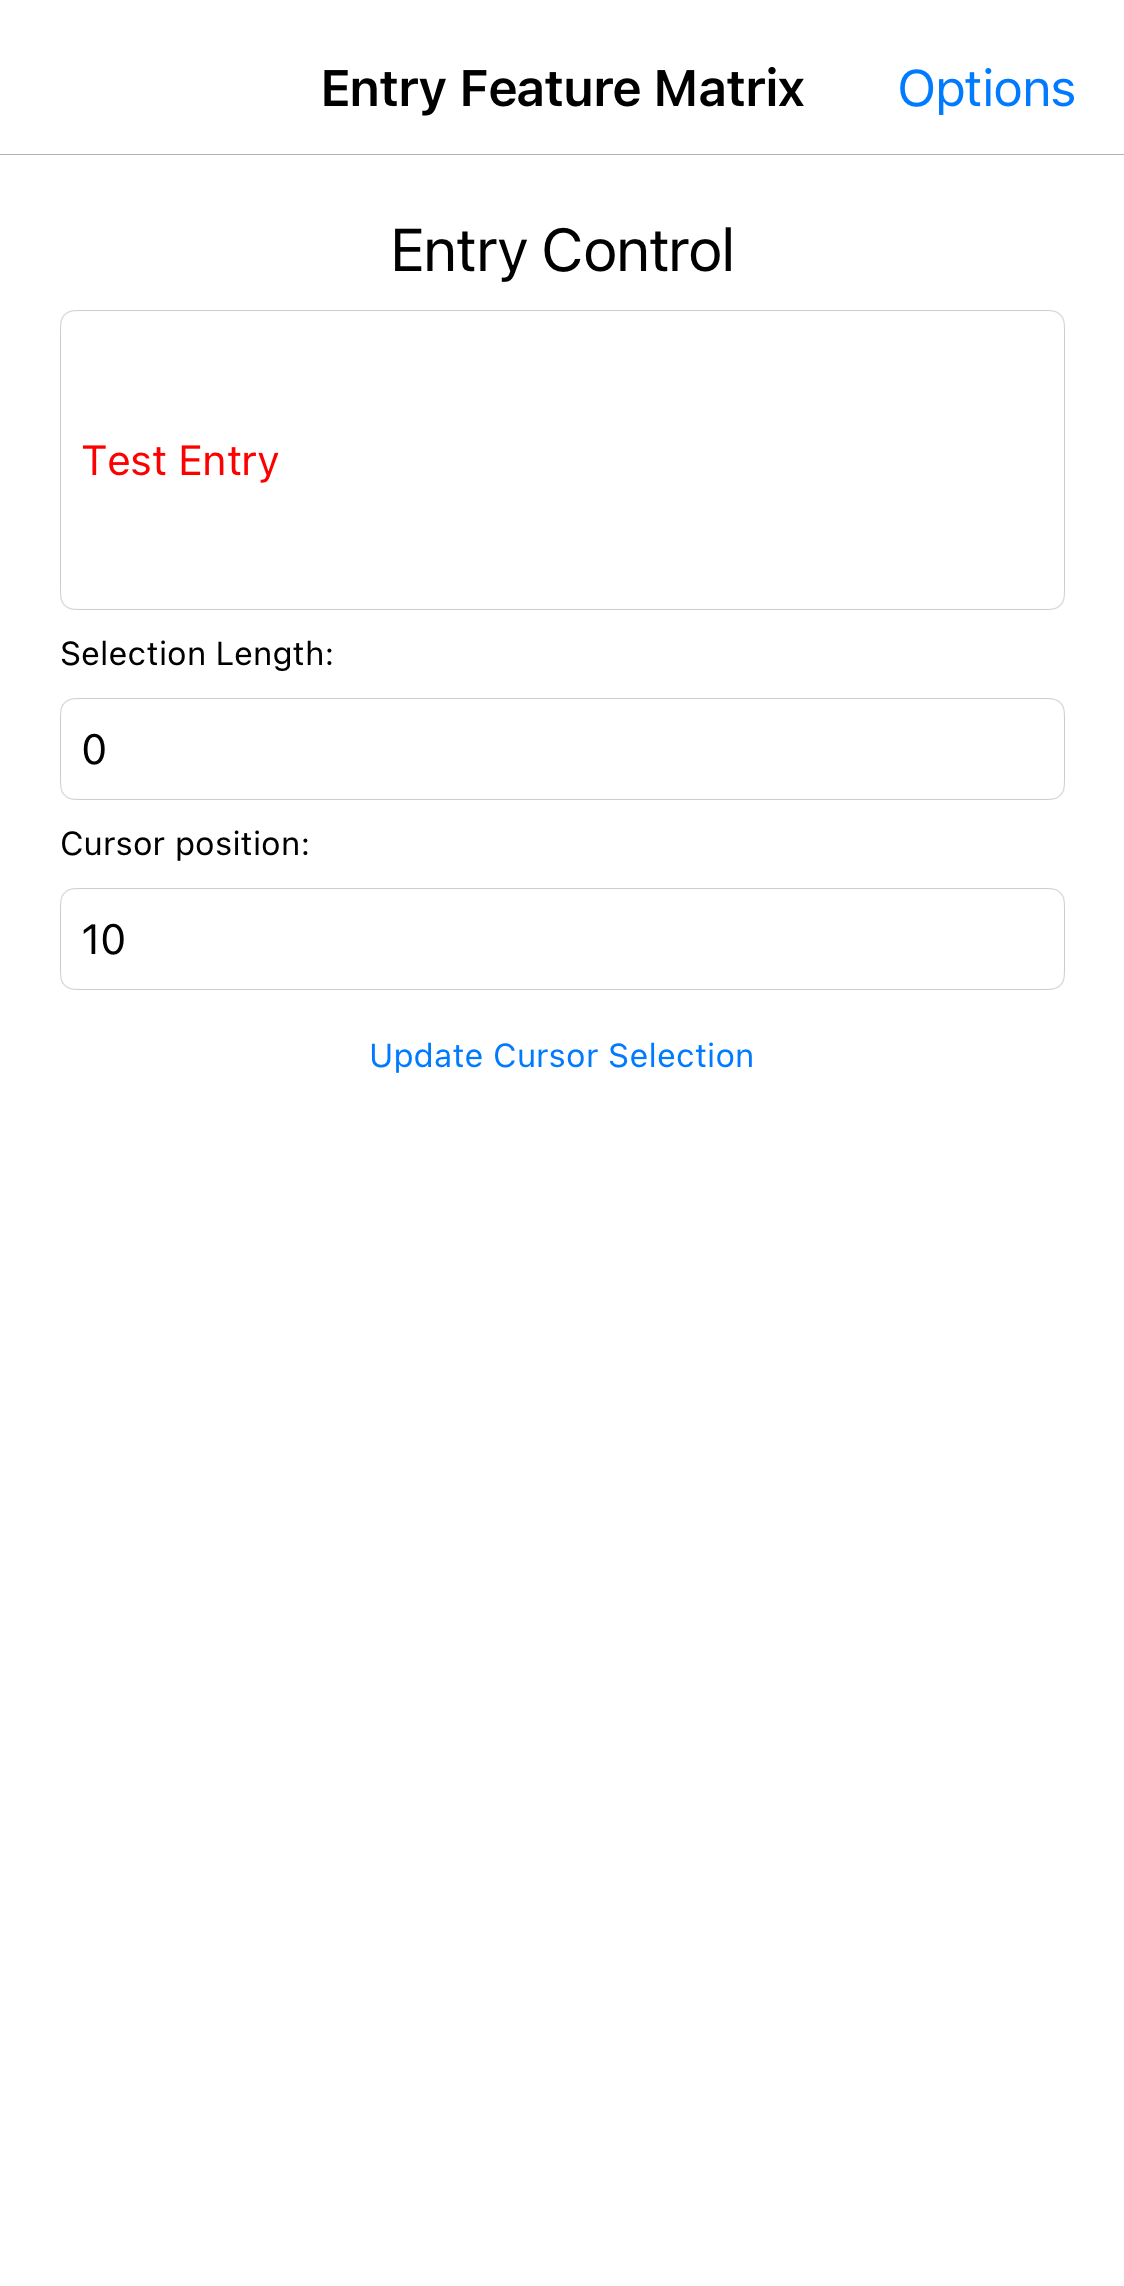 Entry Feature Matrix Options
Entry Control
Test Entry
Selection Length:
0
Cursor position:
10
Update Cursor Selection